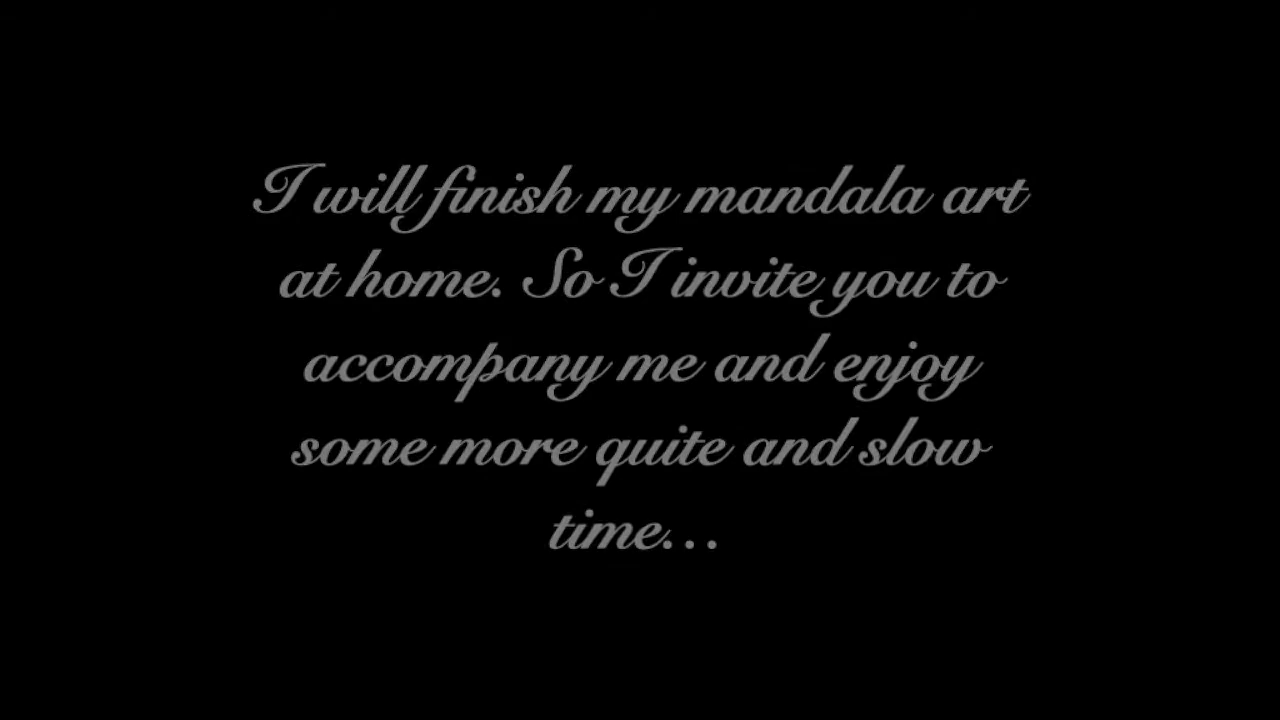 I will finish my mandala art
at home. So I invite you to
accompany me and enjoy
some more quite and slow
time...